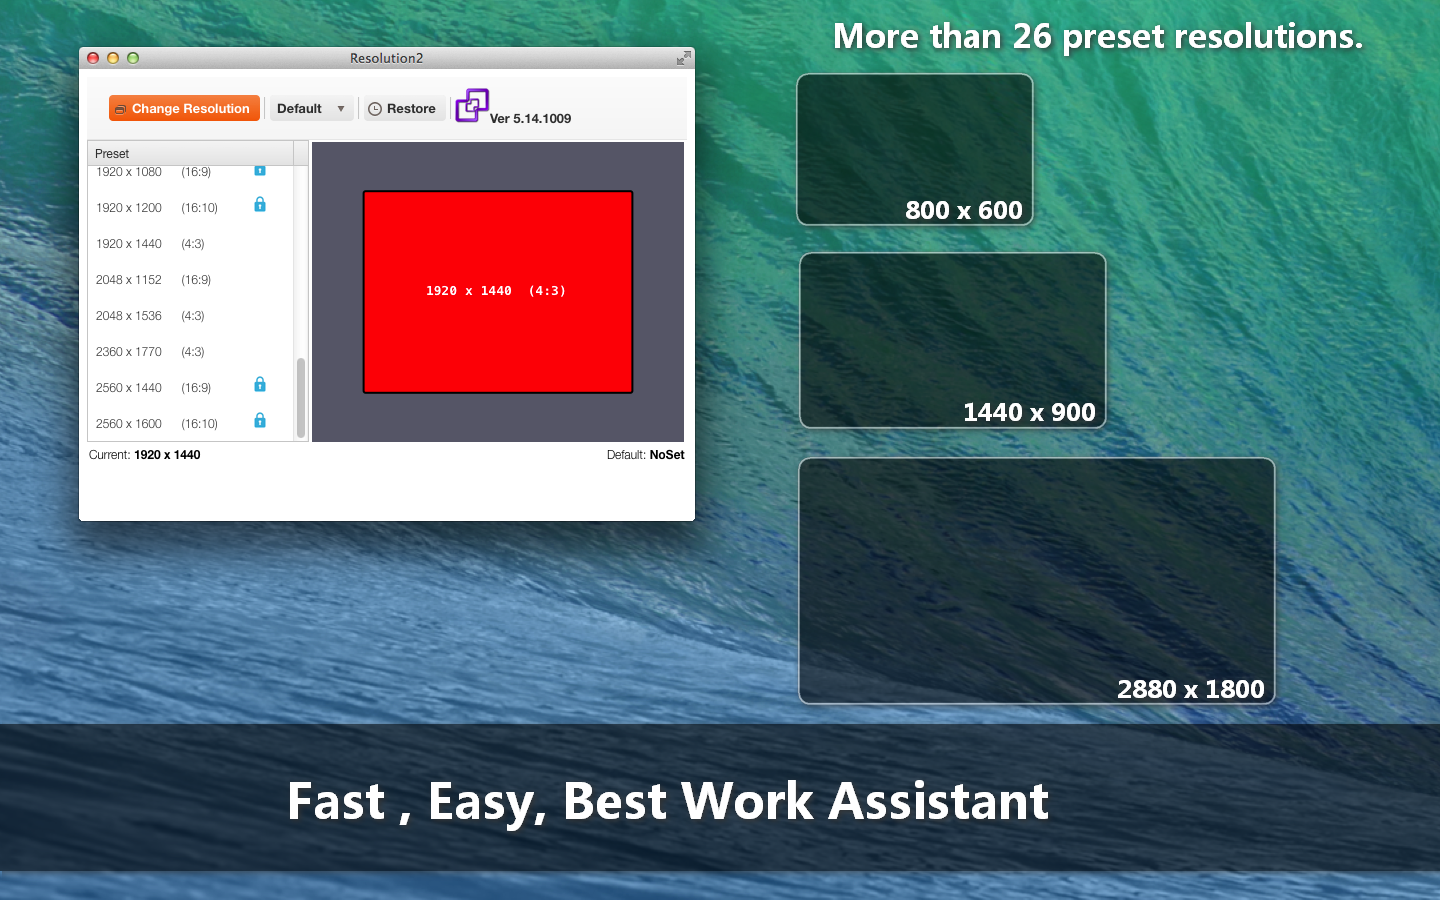 More than 26 preset resolutions.
Resolution2
Change Resolution
Default
Restore
Ver 5.14.1009
Preset
1920 x 1080 (16:9)
1920 x 1200 (16:10)
1920 x 1440 (4:3)
2048 x 1152 (16:9)
2048 x 1536 (4:3)
2360 x 1770 (4:3)
2560 x 1440 (16:9)
2560 x 1600 (16:10)
1920 x 1440 (4:3)
Current: 1920 x 1440
Default: NoSet
800 x 600
1440 x 900
2880 x 1800
Fast , Easy, Best Work Assistant